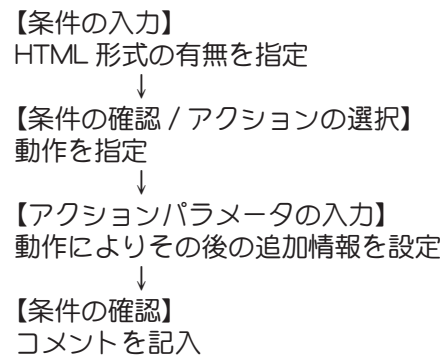 【条件の入力】
HTML 形式の有無を指定
↓
【条件の確認 / アクションの選択】
動作を指定
↓
【アクションパラメータの入力】
動作によりその後の追加情報を設定
↓
【条件の確認】
コメントを記入